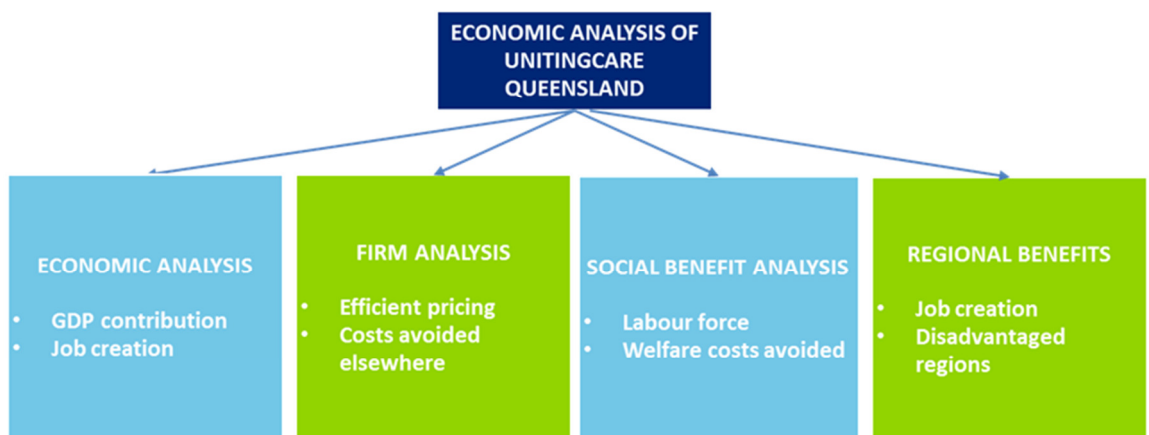 ECONOMIC ANALYSIS OF
UNITINGCARE
QUEENSLAND
ECONOMIC ANALYSIS
• GDP contribution
• Job creation
FIRM ANALYSIS
• Efficient pricing
• Costs avoided
elsewhere
SOCIAL BENEFIT ANALYSIS
• Labour force
• Welfare costs avoided
REGIONAL BENEFITS
• Job creation
• Disadvantaged
regions